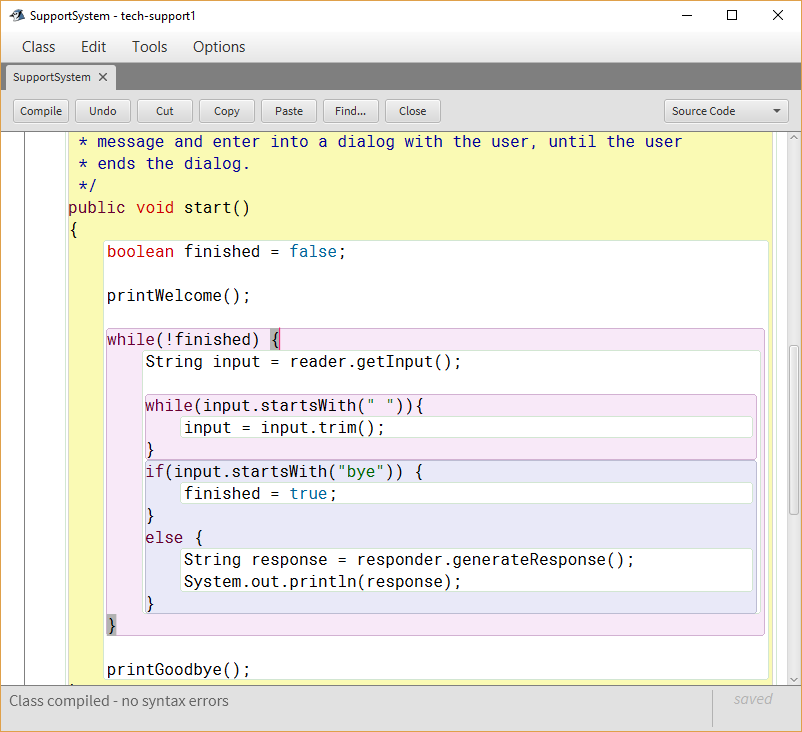 SupportSystem - tech-support1
Class Edit Tools Options
SupportSystem ✕
Compile Undo Cut Copy Paste Find... Close Source Code
 * message and enter into a dialog with the user, until the user
 * ends the dialog.
 */
public void start()
{
    boolean finished = false;
    printWelcome();
    while(!finished) {
        String input = reader.getInput();
        while(input.startsWith(" ")){
            input = input.trim();
        }
        if(input.startsWith("bye")) {
            finished = true;
        }
        else {
            String response = responder.generateResponse();
            System.out.println(response);
        }
    }
    printGoodbye();
Class compiled - no syntax errors
saved